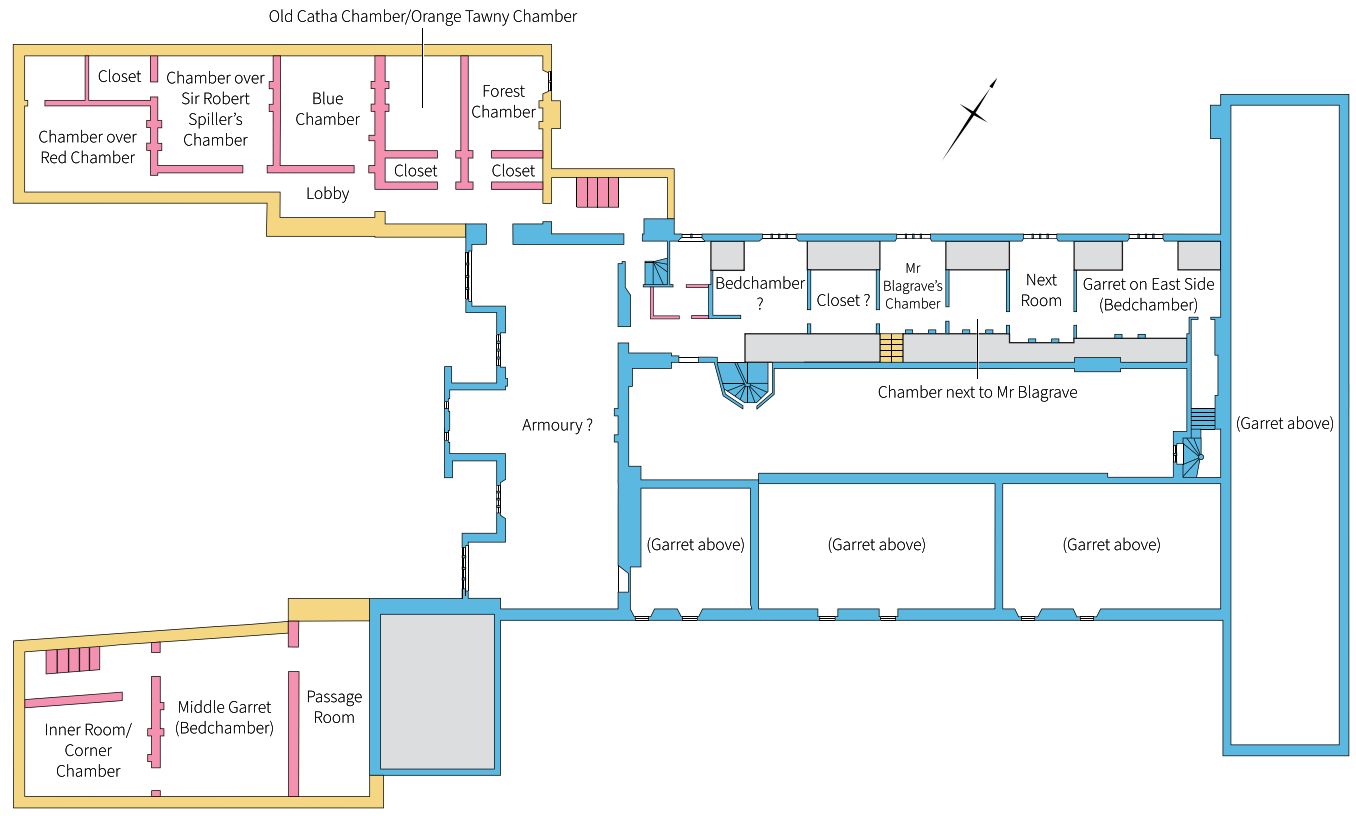 Old Catha Chamber/Orange Tawny Chamber
Closet
Chamber over
Sir Robert
Spiller’s
Chamber
Blue
Chamber
Forest
Chamber
Chamber over
Red Chamber
Closet
Closet
Lobby
Bedchamber
?
Closet ?
Mr
Blagrave’s
Chamber
Next
Room
Garret on East Side
(Bedchamber)
Chamber next to Mr Blagrave
Armoury ?
(Garret above)
(Garret above)
(Garret above)
(Garret above)
Passage
Room
Middle Garret
(Bedchamber)
Inner Room/
Corner
Chamber